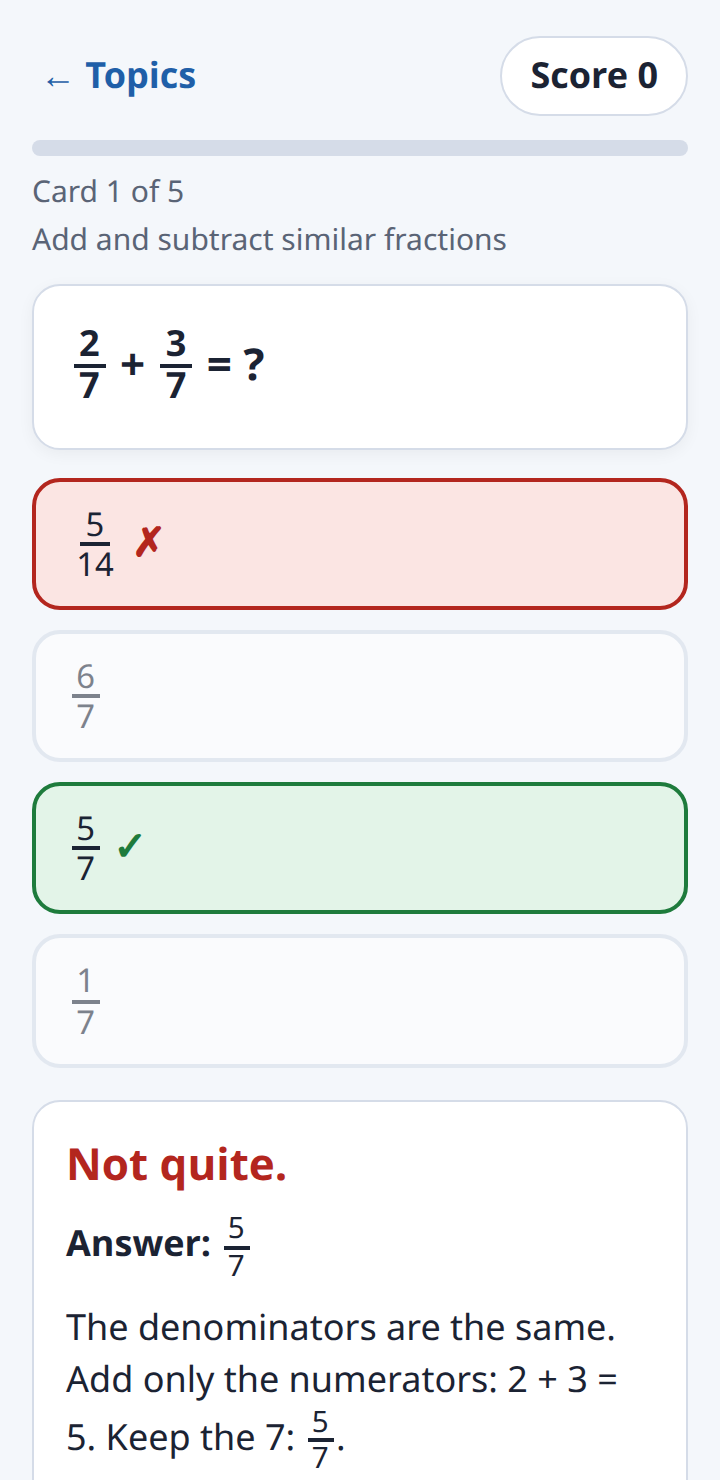 ← Topics
Score 0
Card 1 of 5
Add and subtract similar fractions
2/7 + 3/7 = ?
5/14 ✗
6/7
5/7 ✓
1/7
Not quite.
Answer: 5/7
The denominators are the same.
Add only the numerators: 2 + 3 =
5. Keep the 7: 5/7.